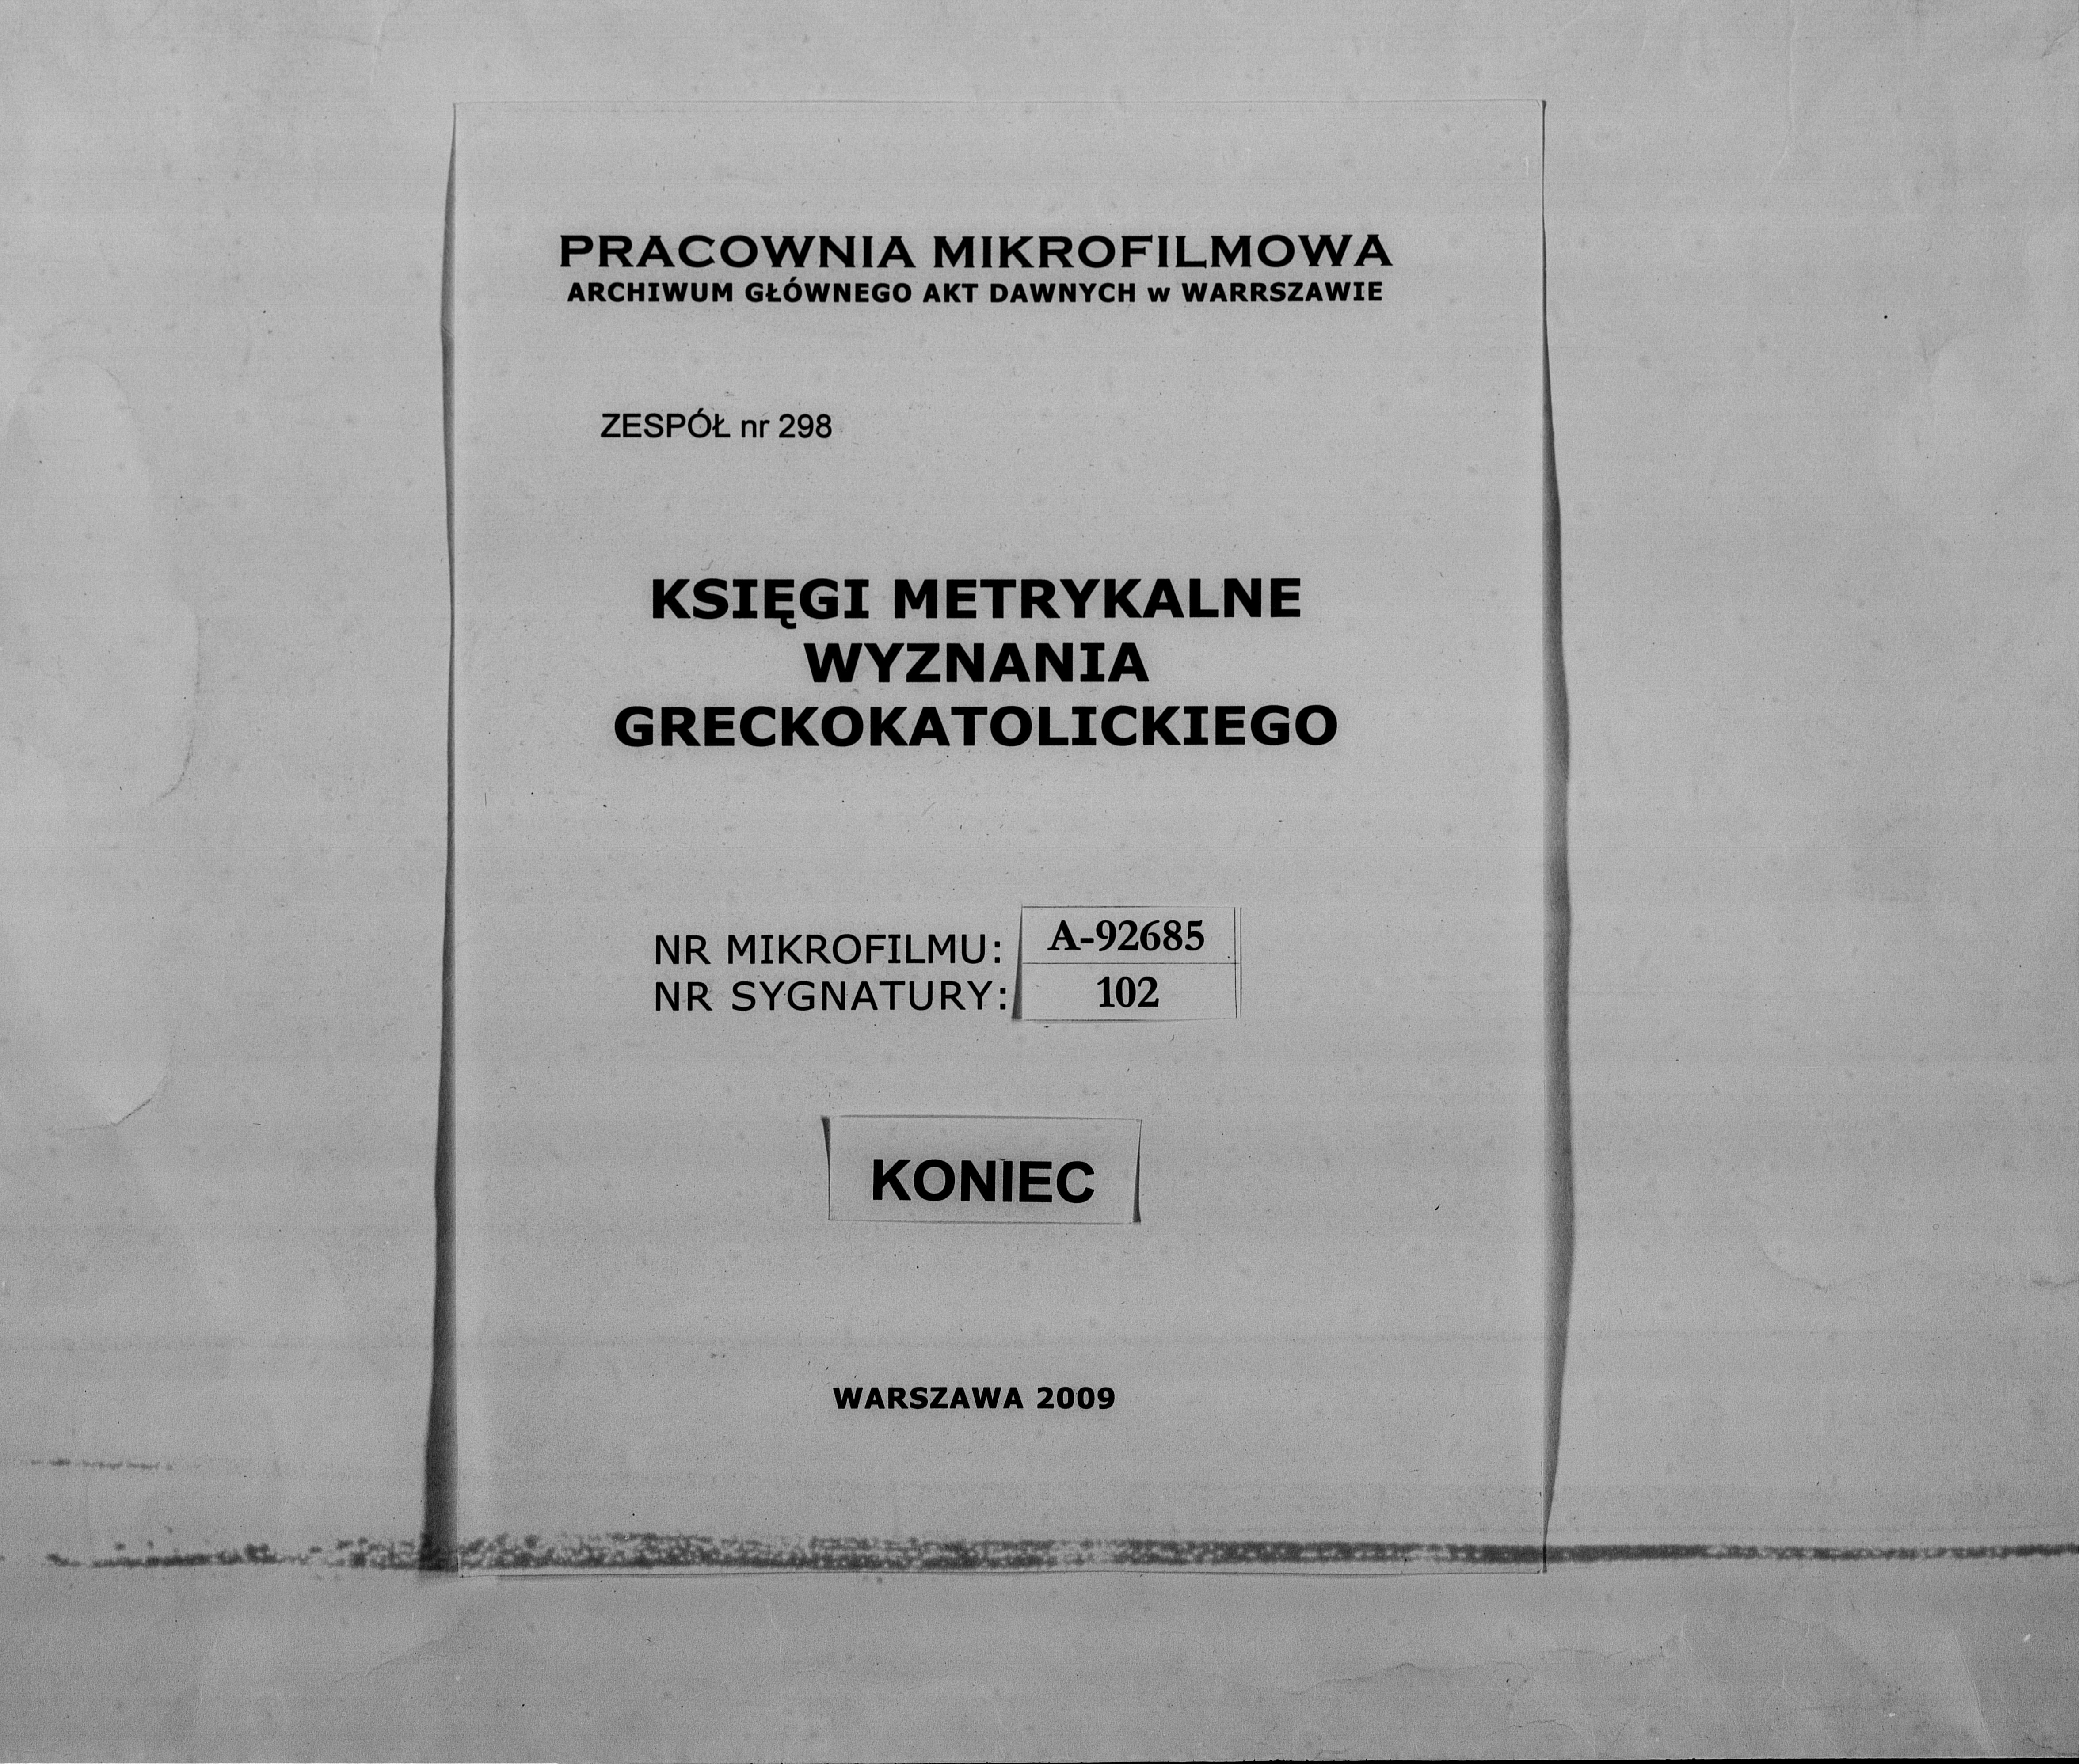 PRACOWNIA MIKROFILMOWA
ARCHIWUM GŁÓWNEGO AKT DAWNYCH w WARRSZAWIE
ZESPÓŁ nr 298
KSIĘGI METRYKALNE
WYZNANIA
GRECKOKATOLICKIEGO
NR MIKROFILMU: A-92685
NR SYGNATURY: 102
KONIEC
WARSZAWA 2009